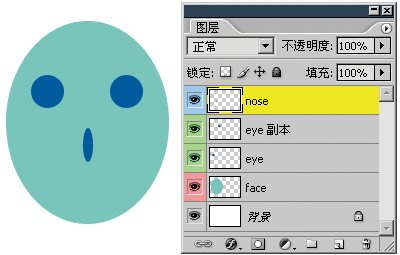 图层
正常 不透明度: 100%
锁定: 填充: 100%
nose
eye 副本
eye
face
背景